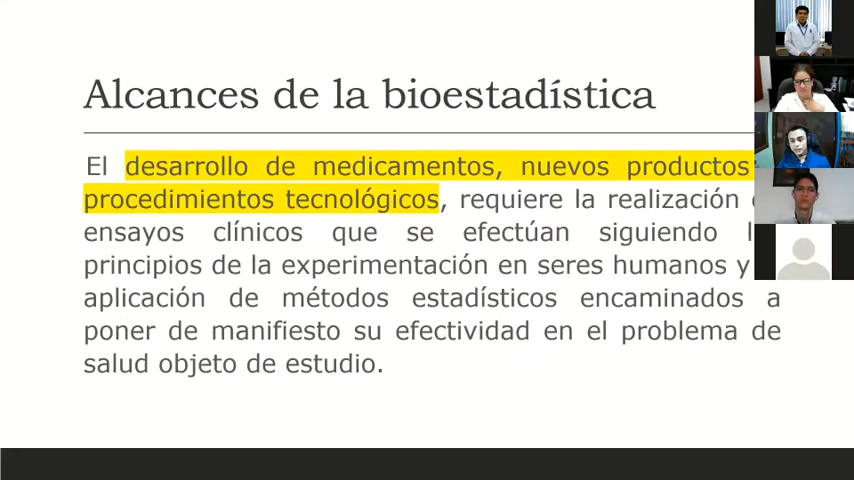 Alcances de la bioestadística
El desarrollo de medicamentos, nuevos productos
procedimientos tecnológicos, requiere la realización
ensayos clínicos que se efectúan siguiendo
principios de la experimentación en seres humanos y
aplicación de métodos estadísticos encaminados a
poner de manifiesto su efectividad en el problema de
salud objeto de estudio.